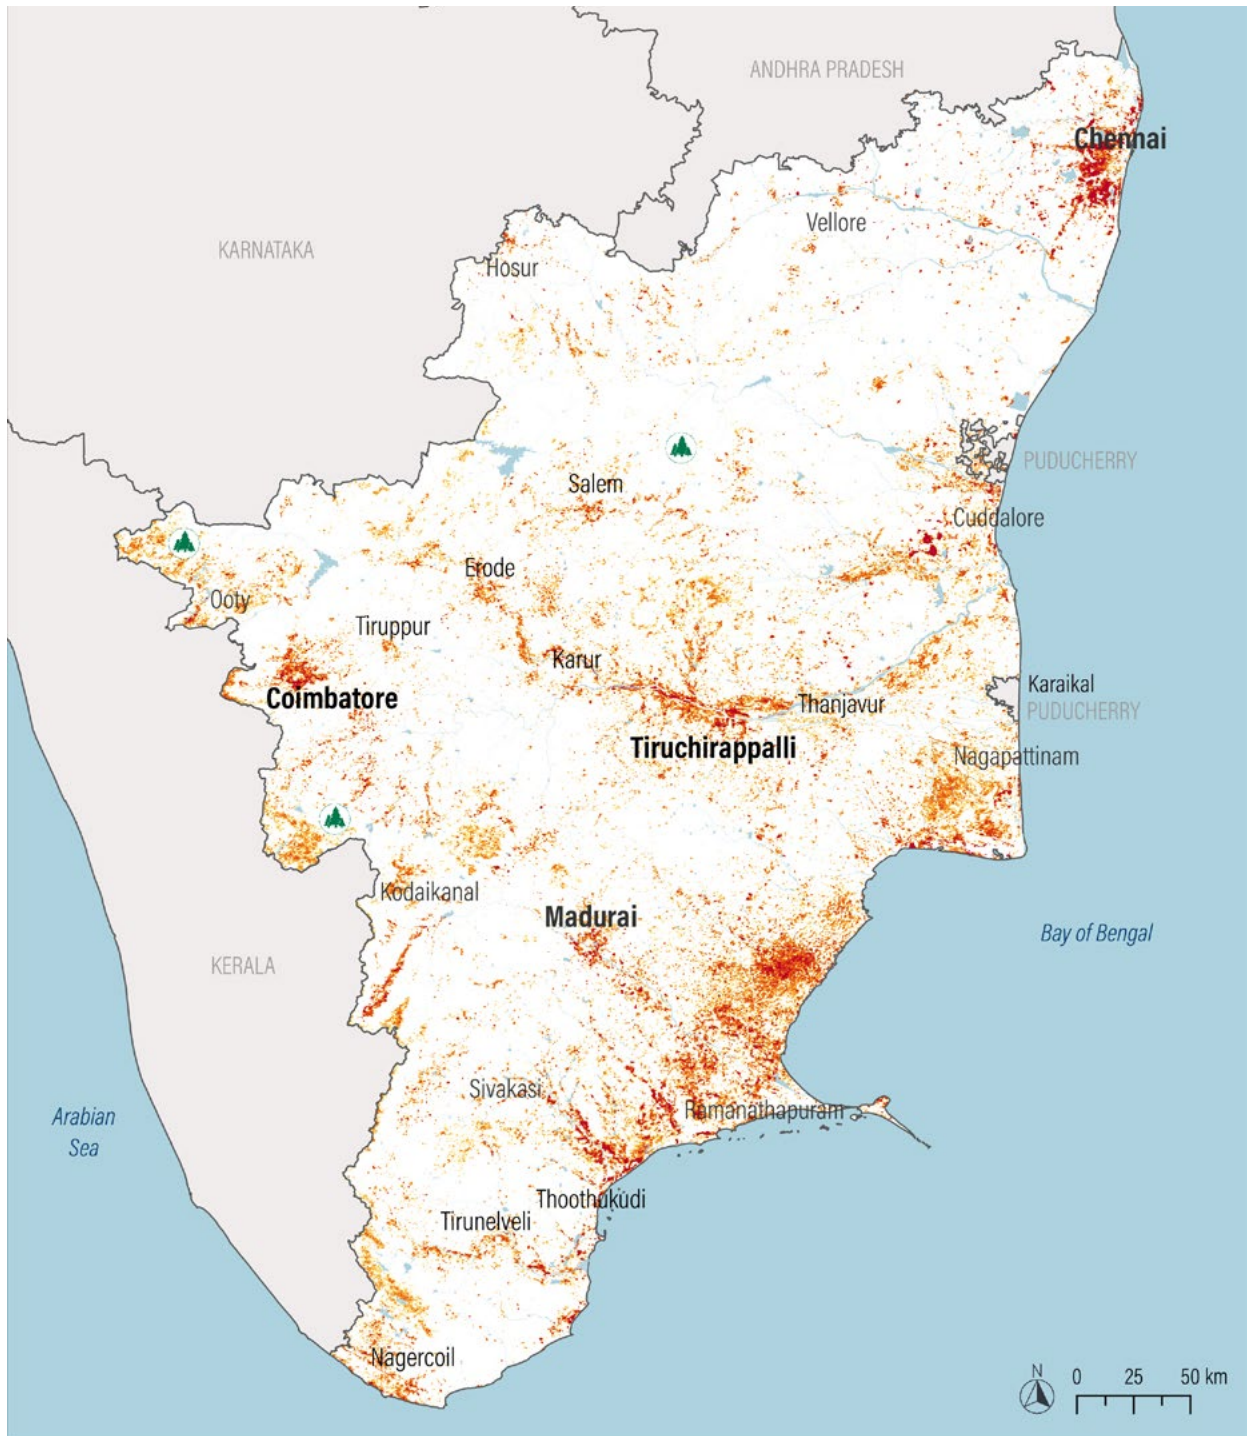 ANDHRA PRADESH
Chennai
Vellore
KARNATAKA
Hosur
PUDUCHERRY
Salem
Cuddalore
Erode
Ooty
Tiruppur
Karur
Karaikal
PUDUCHERRY
Coimbatore
Thanjavur
Tiruchirappalli
Nagapattinam
Kodaikanal
Madurai
Bay of Bengal
KERALA
Sivakasi
Ramanathapuram
Arabian
Sea
Thoothukudi
Tirunelveli
Nagercoil
N
0 25 50 km